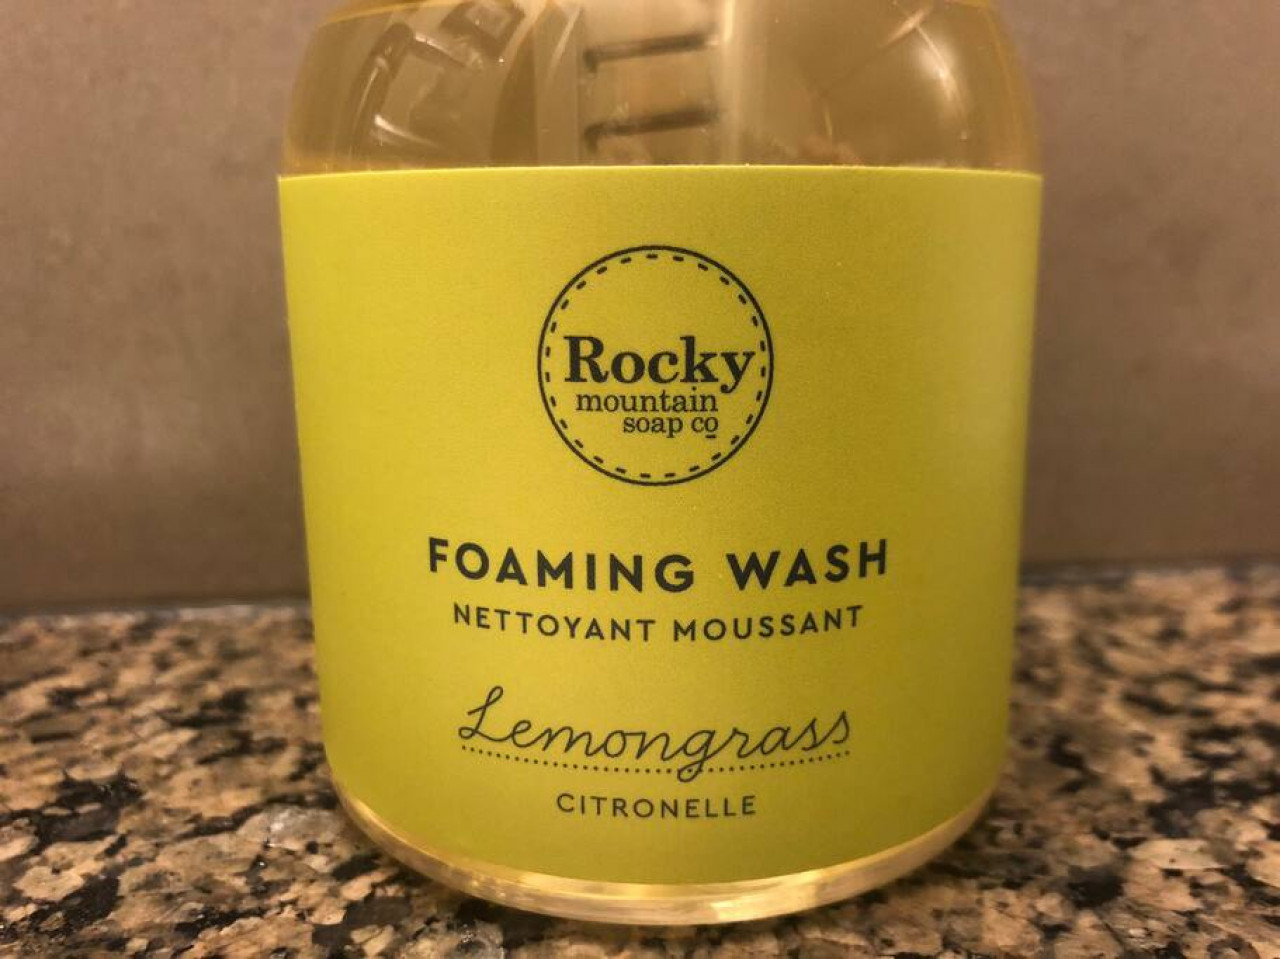 Rocky
mountain
soap co
FOAMING WASH
NETTOYANT MOUSSANT
Lemongrass
CITRONELLE